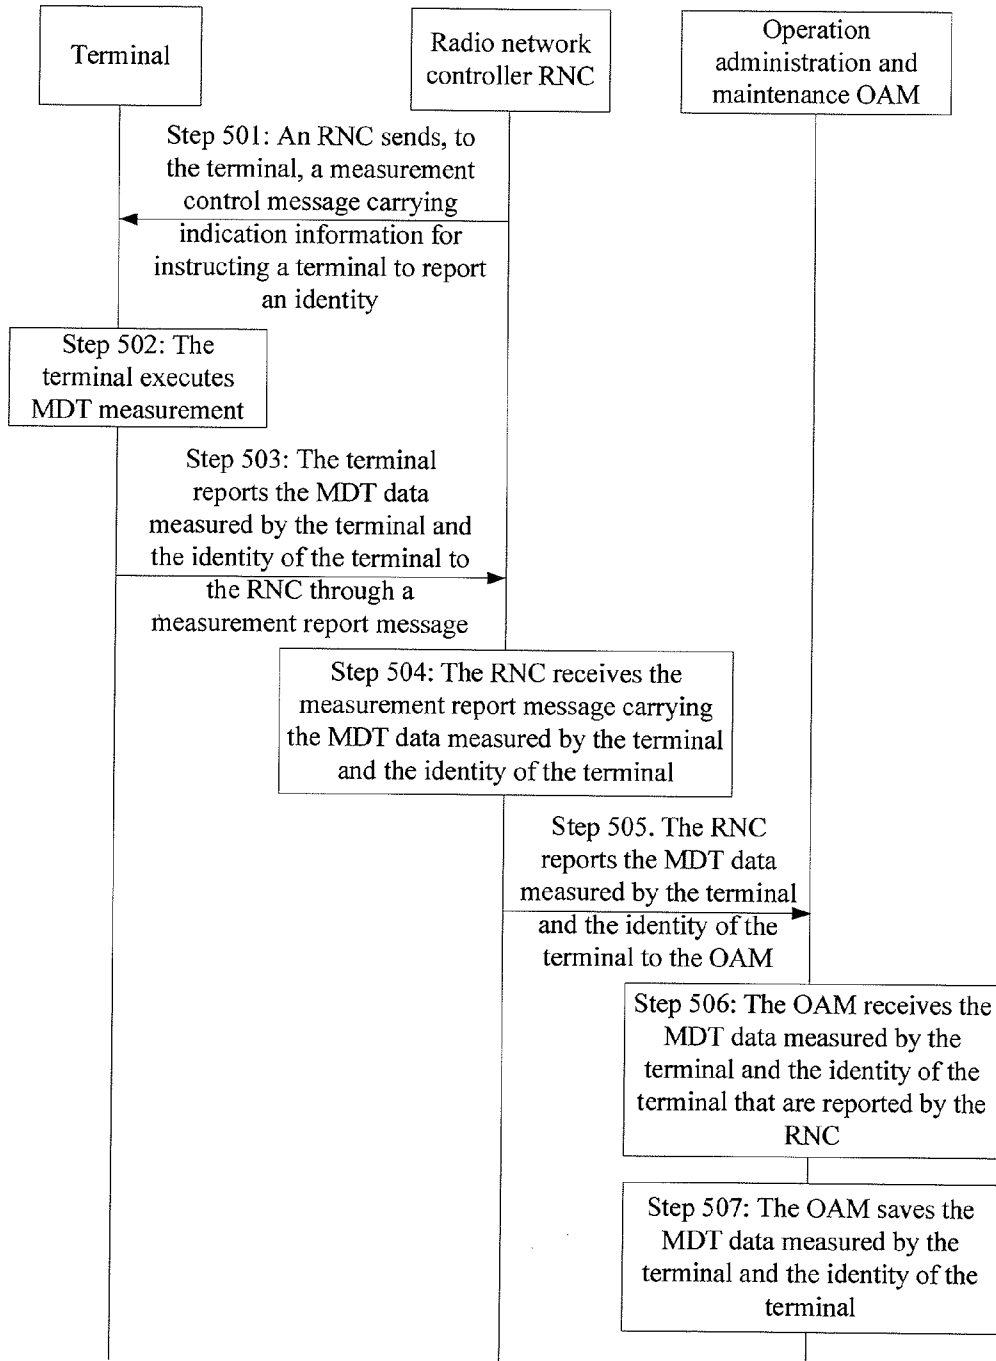 Terminal
Radio network
controller RNC
Operation
administration and
maintenance OAM
Step 501: An RNC sends, to
the terminal, a measurement
control message carrying
indication information for
instructing a terminal to report
an identity
Step 502: The
terminal executes
MDT measurement
Step 503: The terminal
reports the MDT data
measured by the terminal and
the identity of the terminal to
the RNC through a
measurement report message
Step 504: The RNC receives the
measurement report message carrying
the MDT data measured by the terminal
and the identity of the terminal
Step 505. The RNC
reports the MDT data
measured by the terminal
and the identity of the
terminal to the OAM
Step 506: The OAM receives the
MDT data measured by the
terminal and the identity of the
terminal that are reported by the
RNC
Step 507: The OAM saves the
MDT data measured by the
terminal and the identity of the
terminal